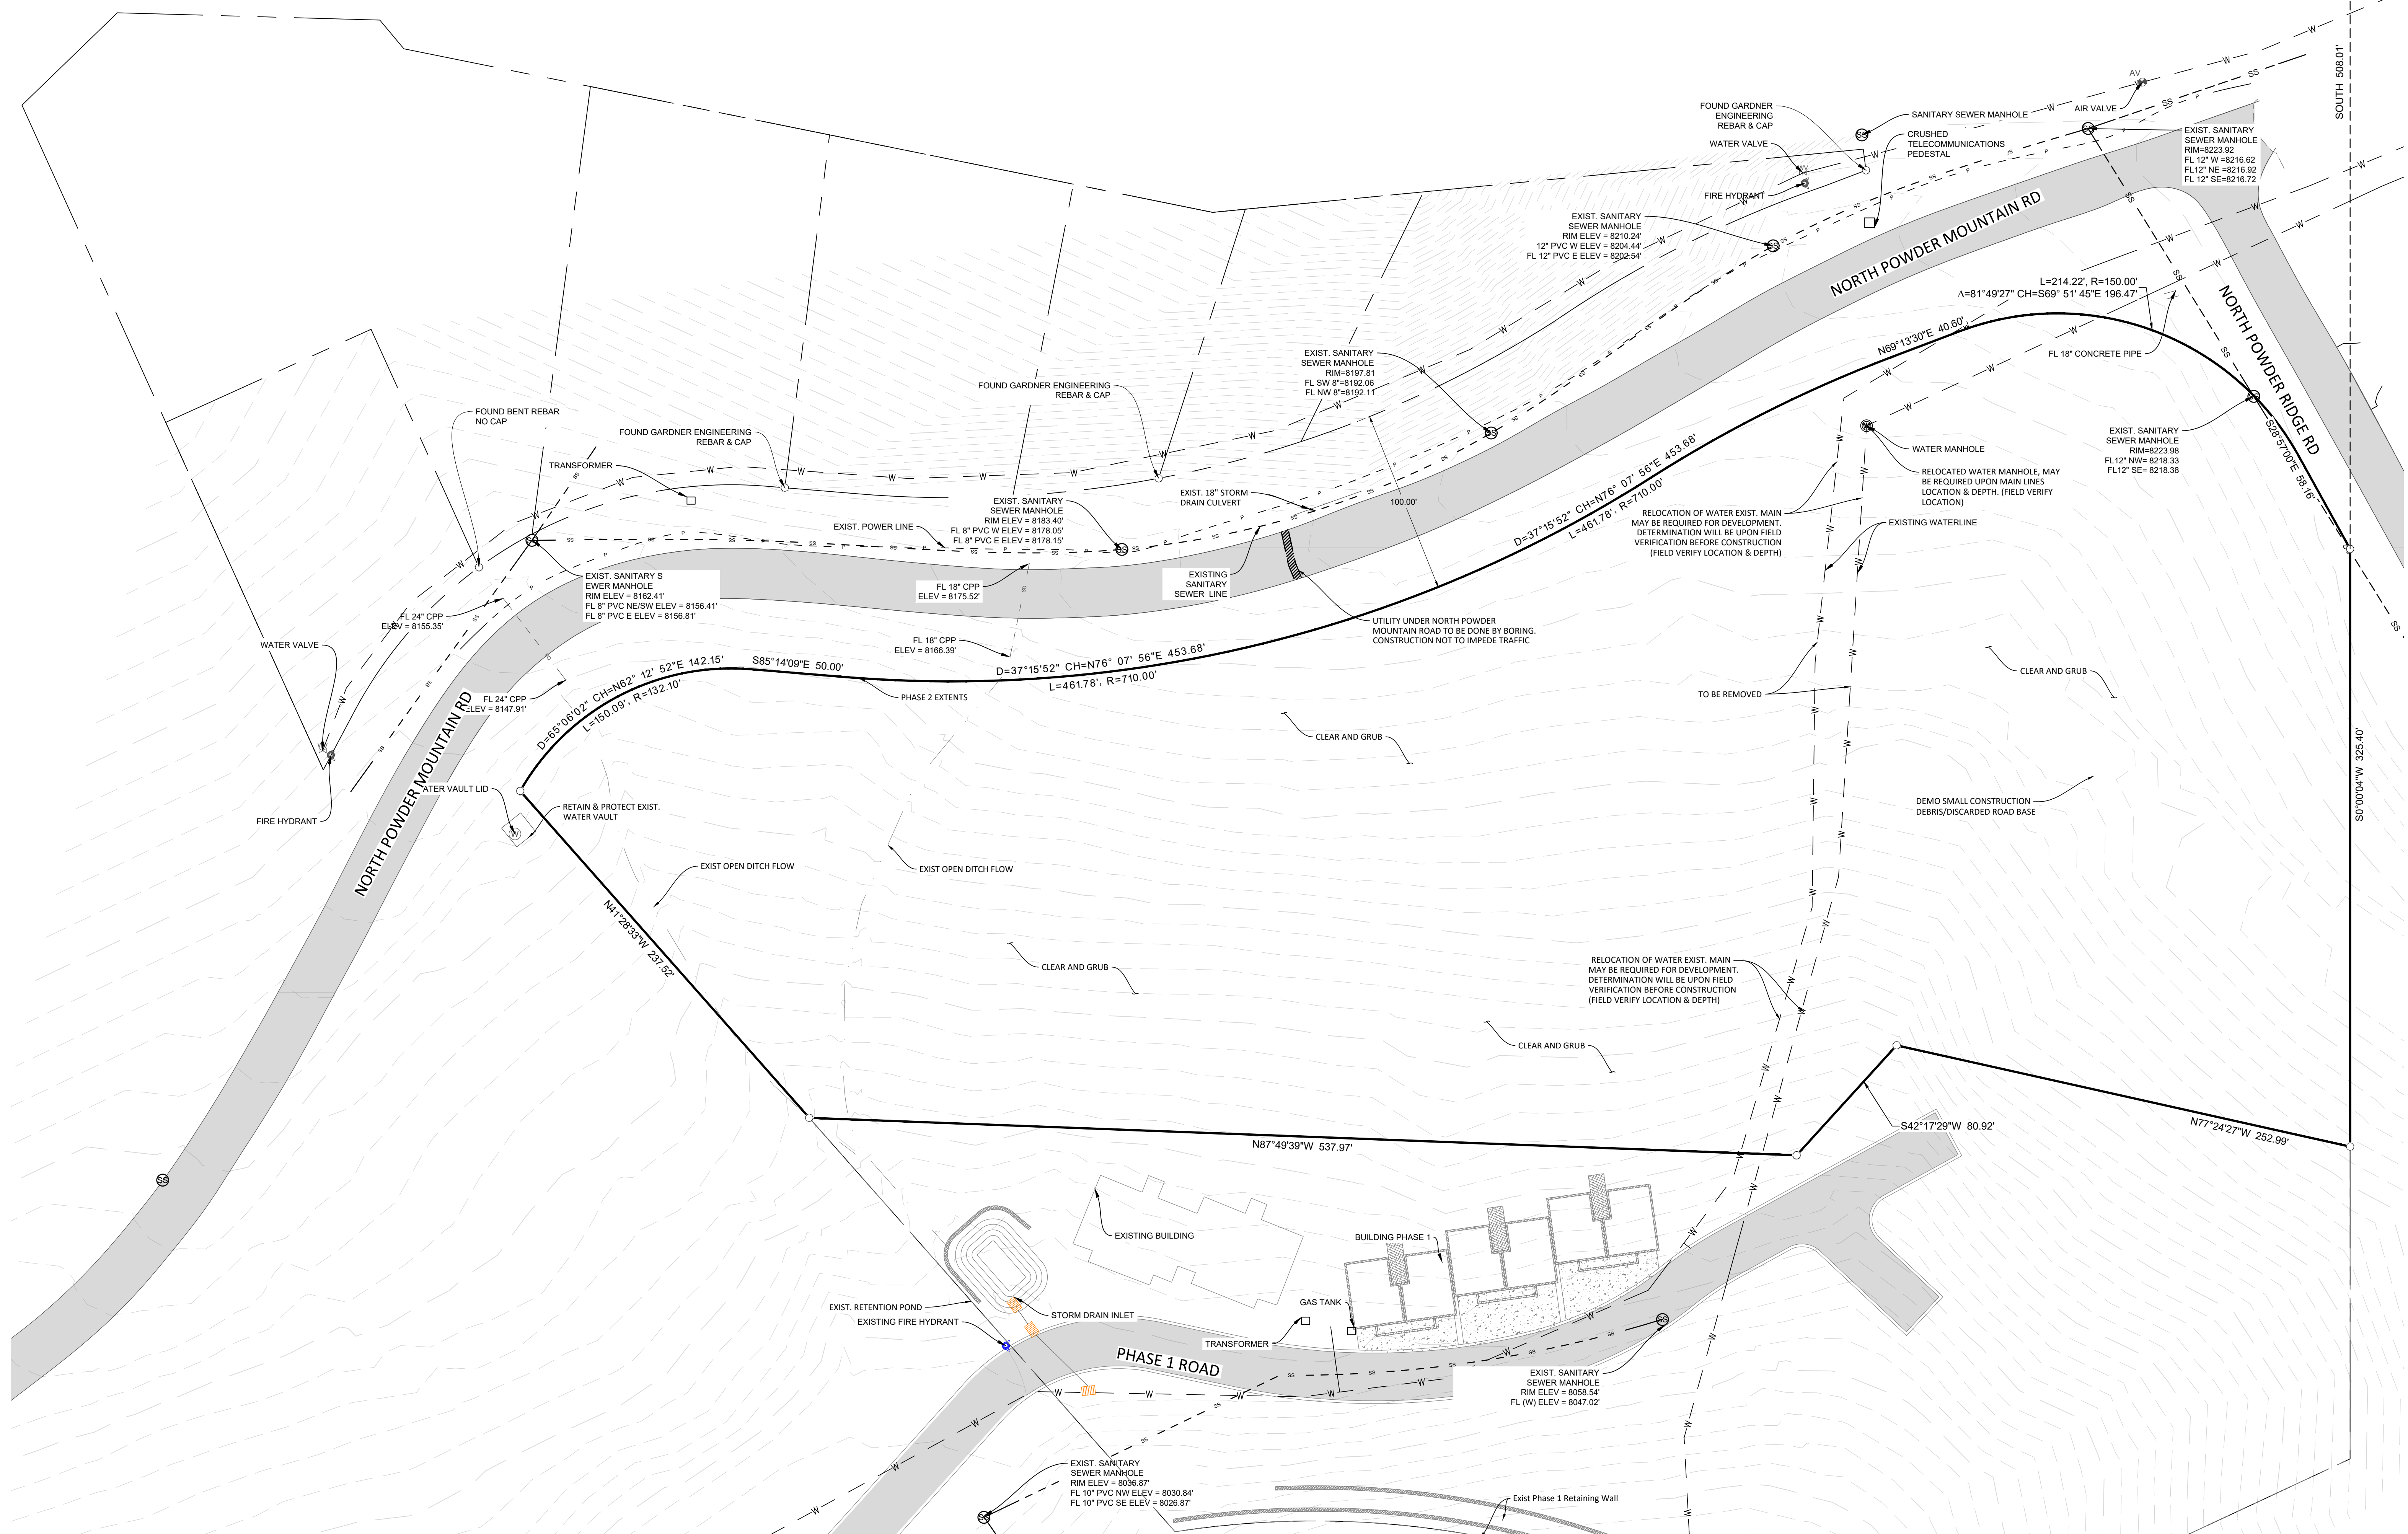 SOUTH 508.01'
AV
AIR VALVE
SANITARY SEWER MANHOLE
FOUND GARDNER
ENGINEERING
REBAR & CAP
CRUSHED
TELECOMMUNICATIONS
PEDESTAL
WATER VALVE
FIRE HYDRANT
EXIST. SANITARY
SEWER MANHOLE
RIM=8223.92
FL 12" W =8216.62
FL12" NE =8216.92
FL 12" SE=8216.72
EXIST. SANITARY
SEWER MANHOLE
RIM ELEV = 8210.24'
12" PVC W ELEV = 8204.44'
FL 12" PVC E ELEV = 8202.54'
NORTH POWDER MOUNTAIN RD
L=214.22', R=150.00'
Δ=81°49'27" CH=S69° 51' 45"E 196.47'
NORTH POWDER RIDGE RD
N69°13'30"E 40.60'
FL 18" CONCRETE PIPE
EXIST. SANITARY
SEWER MANHOLE
RIM=8197.81
FL SW 8"=8192.06
FL NW 8"=8192.11
FOUND GARDNER ENGINEERING
REBAR & CAP
FOUND BENT REBAR
NO CAP
FOUND GARDNER ENGINEERING
REBAR & CAP
TRANSFORMER
EXIST. SANITARY
SEWER MANHOLE
RIM=8223.98
FL12" NW= 8218.33
FL12" SE= 8218.38
S28°57'00"E 58.16'
WATER MANHOLE
RELOCATED WATER MANHOLE, MAY
BE REQUIRED UPON MAIN LINES
LOCATION & DEPTH. (FIELD VERIFY
LOCATION)
D=37°15'52" CH=N76° 07' 56"E 453.68'
L=461.78', R=710.00'
100.00'
EXIST. 18" STORM
DRAIN CULVERT
EXIST. SANITARY
SEWER MANHOLE
RIM ELEV = 8183.40'
FL 8" PVC W ELEV = 8178.05'
FL 8" PVC E ELEV = 8178.15'
EXIST. POWER LINE
RELOCATION OF WATER EXIST. MAIN
MAY BE REQUIRED FOR DEVELOPMENT.
DETERMINATION WILL BE UPON FIELD
VERIFICATION BEFORE CONSTRUCTION
(FIELD VERIFY LOCATION & DEPTH)
EXISTING WATERLINE
EXIST. SANITARY S
EWER MANHOLE
RIM ELEV = 8162.41'
FL 8" PVC NE/SW ELEV = 8156.41'
FL 8" PVC E ELEV = 8156.81'
FL 18" CPP
ELEV = 8175.52'
EXISTING
SANITARY
SEWER LINE
FL 24" CPP
ELEV = 8155.35'
UTILITY UNDER NORTH POWDER
MOUNTAIN ROAD TO BE DONE BY BORING.
CONSTRUCTION NOT TO IMPEDE TRAFFIC
WATER VALVE
FL 18" CPP
ELEV = 8166.39'
D=37°15'52" CH=N76° 07' 56"E 453.68'
L=461.78', R=710.00'
S85°14'09"E 50.00'
D=65°06'02" CH=N62° 12' 52"E 142.15'
L=150.09', R=132.10'
PHASE 2 EXTENTS
FL 24" CPP
ELEV = 8147.91'
NORTH POWDER MOUNTAIN RD
CLEAR AND GRUB
TO BE REMOVED
CLEAR AND GRUB
S0°00'04"W 325.40'
ATER VAULT LID
RETAIN & PROTECT EXIST.
WATER VAULT
FIRE HYDRANT
DEMO SMALL CONSTRUCTION
DEBRIS/DISCARDED ROAD BASE
EXIST OPEN DITCH FLOW
EXIST OPEN DITCH FLOW
N41°28'33"W 237.52'
CLEAR AND GRUB
RELOCATION OF WATER EXIST. MAIN
MAY BE REQUIRED FOR DEVELOPMENT.
DETERMINATION WILL BE UPON FIELD
VERIFICATION BEFORE CONSTRUCTION
(FIELD VERIFY LOCATION & DEPTH)
CLEAR AND GRUB
S42°17'29"W 80.92'
N77°24'27"W 252.99'
N87°49'39"W 537.97'
EXISTING BUILDING
BUILDING PHASE 1
EXIST. RETENTION POND
EXISTING FIRE HYDRANT
STORM DRAIN INLET
GAS TANK
TRANSFORMER
PHASE 1 ROAD
EXIST. SANITARY
SEWER MANHOLE
RIM ELEV = 8058.54'
FL (W) ELEV = 8047.02'
EXIST. SANITARY
SEWER MANHOLE
RIM ELEV = 8036.87'
FL 10" PVC NW ELEV = 8030.84'
FL 10" PVC SE ELEV = 8026.87'
Exist Phase 1 Retaining Wall